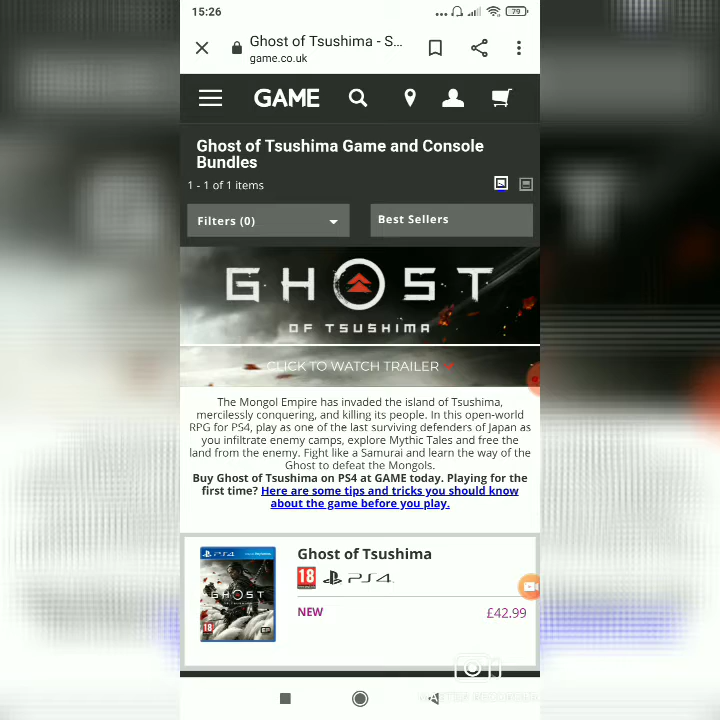 15:26
79
Ghost of Tsushima - S...
game.co.uk
GAME
Ghost of Tsushima Game and Console
Bundles
1 - 1 of 1 items
Filters (0)
Best Sellers
GHOST
OF TSUSHIMA
CLICK TO WATCH TRAILER
The Mongol Empire has invaded the island of Tsushima,
mercilessly conquering, and killing its people. In this open-world
RPG for PS4, play as one of the last surviving defenders of Japan as
you infiltrate enemy camps, explore Mythic Tales and free the
land from the enemy. Fight like a Samurai and learn the way of the
Ghost to defeat the Mongols.
Buy Ghost of Tsushima on PS4 at GAME today. Playing for the
first time? Here are some tips and tricks you should know
about the game before you play.
PS4
GHOST
18
Ghost of Tsushima
18 PS4
NEW
£42.99